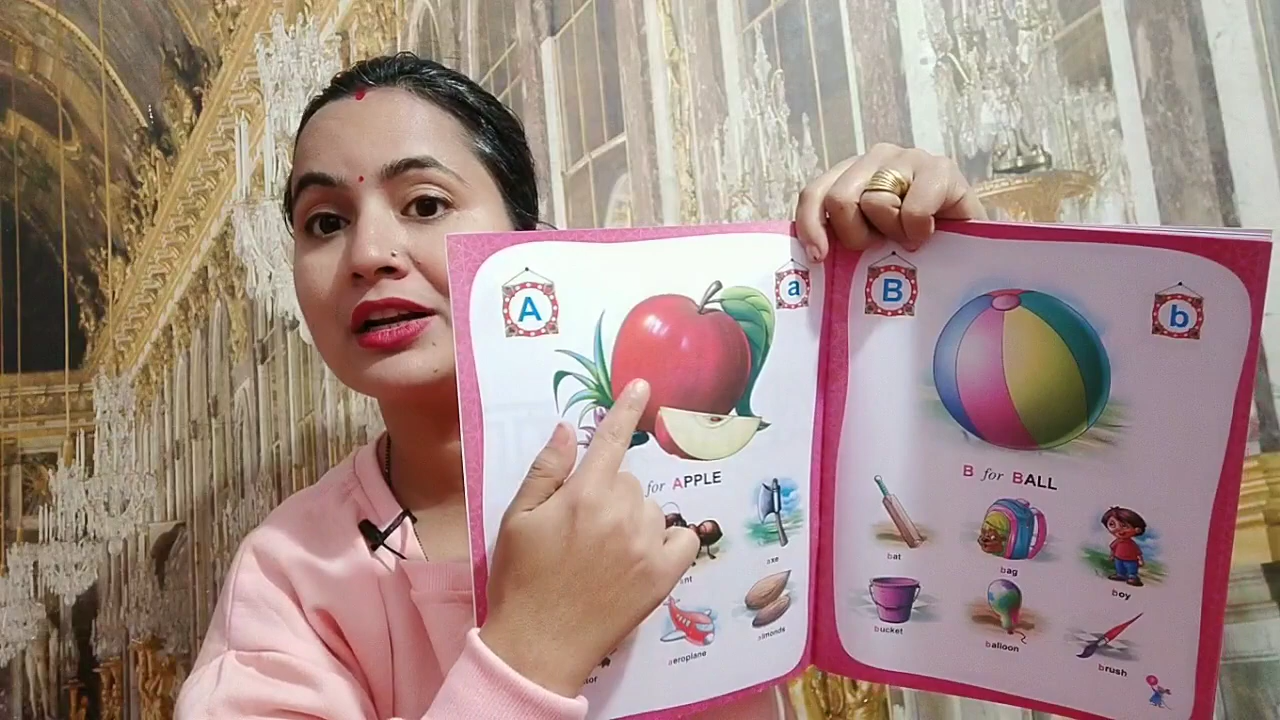 A
a
for APPLE
axe
aeroplane
almonds
B
b
B for BALL
bat
bag
boy
bucket
balloon
brush